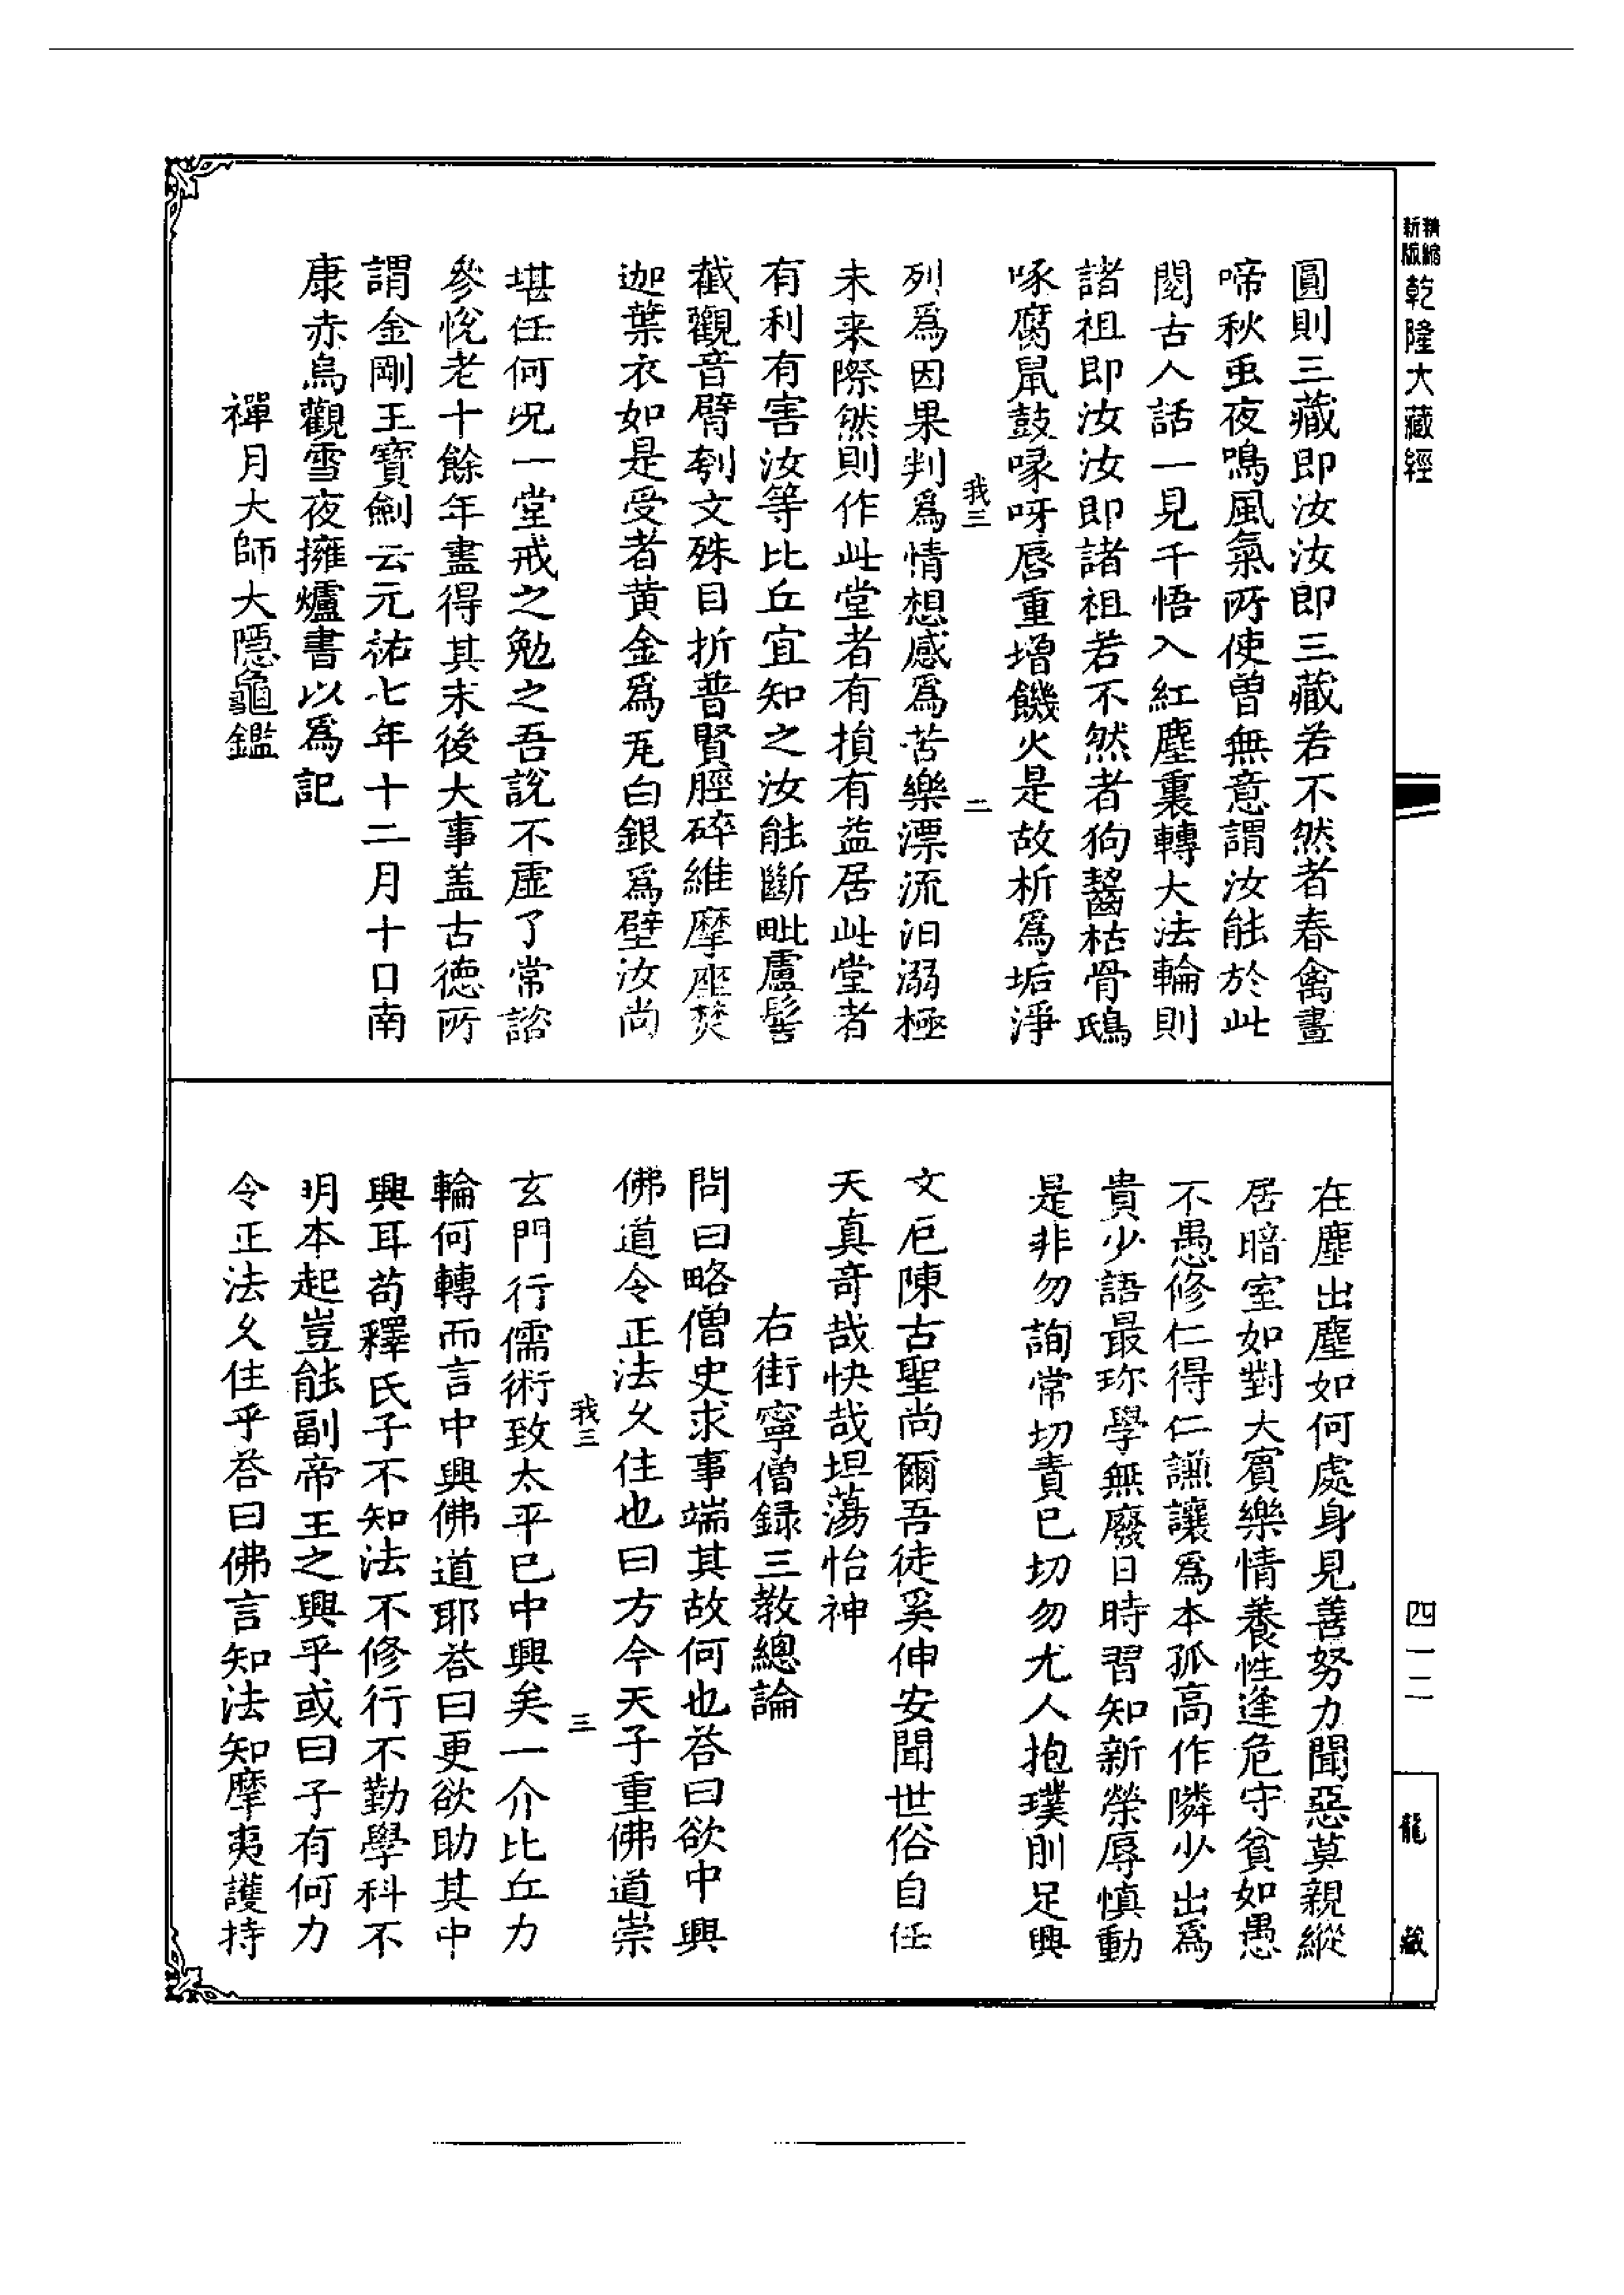 精縮
新版
乾隆大藏經
圓則三藏即汝汝即三藏若不然者春禽晝
啼秋虫夜鳴風氣所使曾無意謂汝能於此
閱古人話一見千悟入紅塵裏轉大法輪則
諸祖即汝汝即諸祖若不然者狗齧枯骨鴟
啄腐鼠鼓喙呀唇重增饑火是故析爲垢淨
我三
二
列爲因果判爲情想感爲苦樂漂流汩溺極
未来際然則作此堂者有損有益居此堂者
有利有害汝等比丘宜知之汝能斷毗盧髻
截觀音臂刳文殊目折普賢脛碎維摩座焚
迦葉衣如是受者黄金爲瓦白銀爲壁汝尚
堪任何况一堂戒之勉之吾說不虛了常諮
參悅老十餘年盡得其末後大事盖古德所
謂金剛王寶劍云元祐七年十二月十口南
康赤烏觀雪夜擁爐書以爲記
禪月大師大隱龜鑑
在塵出塵如何處身見善努力聞惡莫親縱
居暗室如對大賓樂情養性逢危守貧如愚
不愚修仁得仁謙讓爲本孤高作隣少出爲
貴少語最珎學無廢日時習知新榮辱慎動
是非勿詢常切責已切勿尤人抱璞刖足興
文厄陳古聖尚爾吾徒奚伸安閒世俗自任
天真奇哉快哉坦蕩怡神
右街寧僧録三教總論
問曰略僧史求事端其故何也荅曰欲中興
佛道令正法乆住也曰方今天子重佛道崇
我三
三
玄門行儒術致太平已中興矣一介比丘力
輪何轉而言中興佛道耶荅曰更欲助其中
興耳苟釋氏子不知法不修行不勤學科不
明本起豈能副帝王之興乎或曰子有何力
令正法乆住乎荅曰佛言知法知摩夷護持
四一二
龍
藏